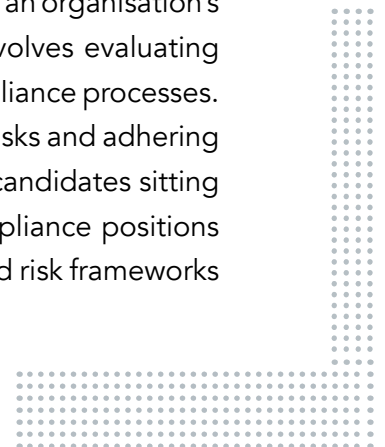 an organisation's
volves evaluating
liance processes.
sks and adhering
candidates sitting
pliance positions
d risk frameworks